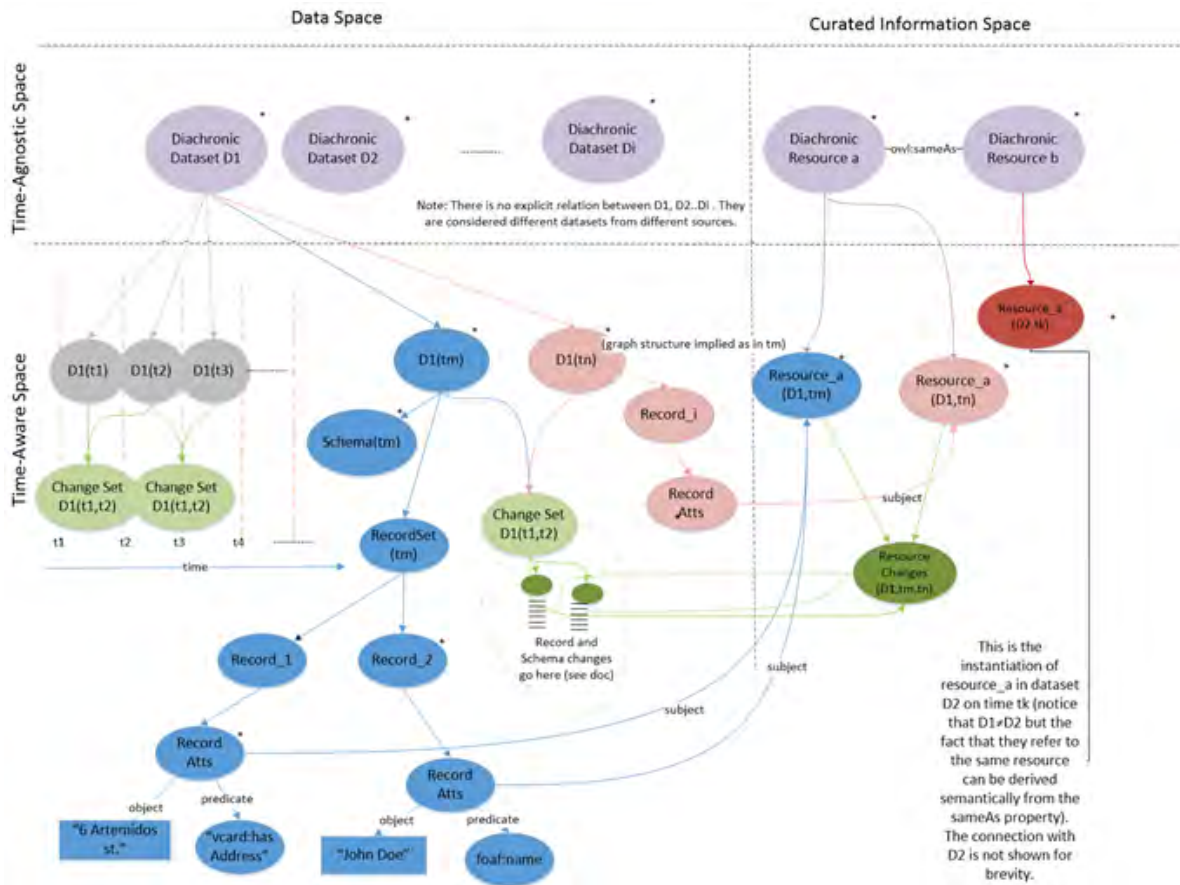 Data Space
Curated Information Space
Time-Agnostic Space
Diachronic
Dataset D1
Diachronic
Dataset D2
Diachronic
Dataset Di
Diachronic
Resource a
owl:sameAs
Diachronic
Resource b
Note: There is no explicit relation between D1, D2..Di . They
are considered different datasets from different sources.
Time-Aware Space
D1(t1)
D1(t2)
D1(t3)
D1(tm)
D1(tn)
(graph structure implied as in tm)
Resource_a
(D1,tm)
Resource_a
(D1,tn)
Resource_a
(D2,tk)
Schema(tm)
Record_i
Record
Atts
subject
Change Set
D1(t1,t2)
Change Set
D1(t1,t2)
t1
t2
t3
t4
time
RecordSet
(tm)
Change Set
D1(t1,t2)
Resource
Changes
(D1,tm,tn)
Record and
Schema changes
go here (see doc)
Record_1
Record_2
subject
subject
Record
Atts
object
predicate
"6 Artemidos
st."
"vcard:has
Address"
Record
Atts
object
predicate
"John Doe"
foaf:name
This is the
instantiation of
resource_a in dataset
D2 on time tk (notice
that D1≠D2 but the
fact that they refer to
the same resource
can be derived
semantically from the
sameAs property).
The connection with
D2 is not shown for
brevity.